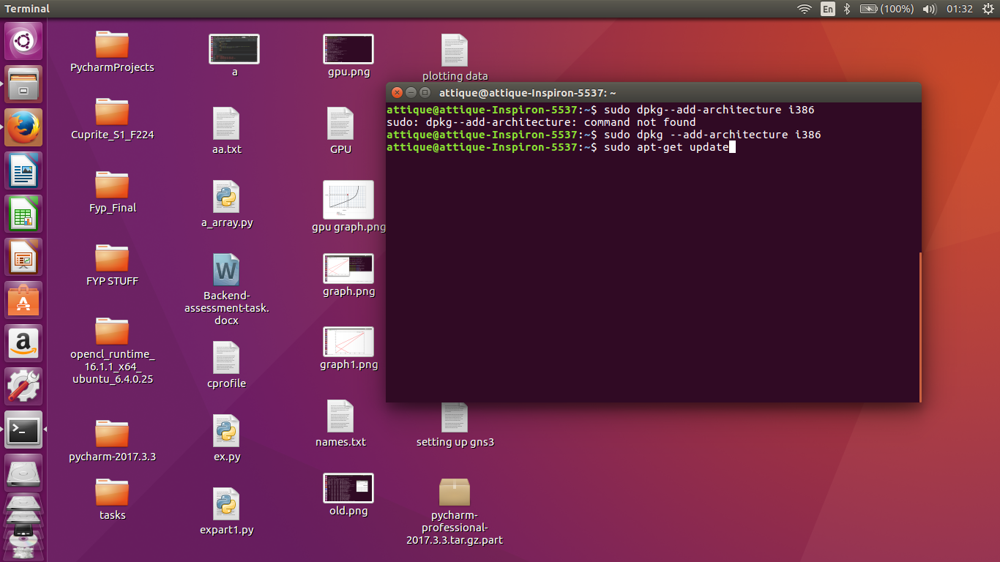 Terminal
En
(100%)
01:32
PycharmProjects
Cuprite_S1_F224
Fyp_Final
FYP STUFF
opencl_runtime_
16.1.1_x64_
ubuntu_6.4.0.25
pycharm-2017.3.3
tasks
a
aa.txt
a_array.py
W
Backend-
assessment-task.
docx
cprofile
ex.py
expart1.py
gpu.png
GPU
gpu graph.png
graph.png
graph1.png
names.txt
old.png
plotting data
setting up gns3
pycharm-
professional-
2017.3.3.tar.gz.part
attique@attique-Inspiron-5537: ~
attique@attique-Inspiron-5537:~$ sudo dpkg--add-architecture i386
sudo: dpkg--add-architecture: command not found
attique@attique-Inspiron-5537:~$ sudo dpkg --add-architecture i386
attique@attique-Inspiron-5537:~$ sudo apt-get update